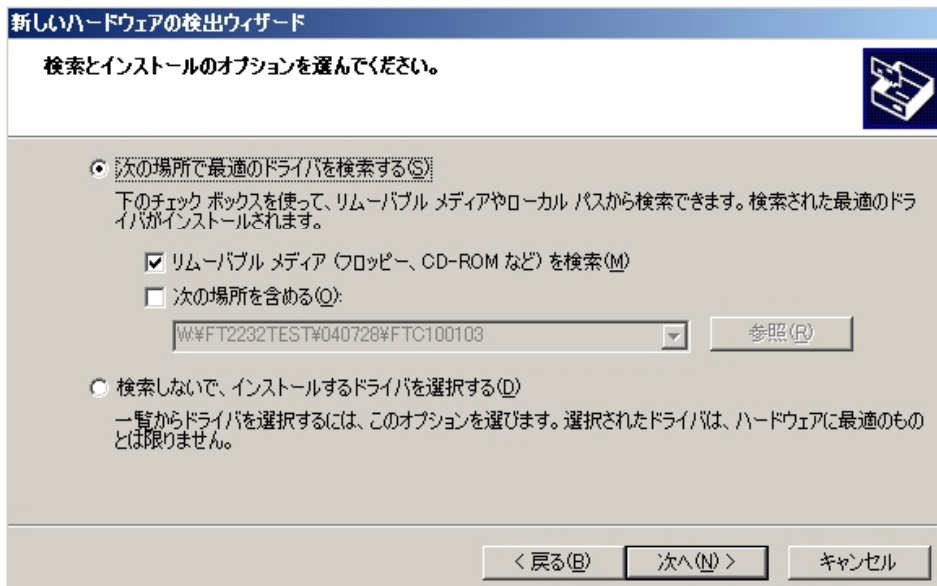 新しいハードウェアの検出ウィザード
検索とインストールのオプションを選んでください。
次の場所で最適のドライバを検索する(S)
下のチェック ボックスを使って、リムーバブル メディアやローカル パスから検索できます。検索された最適のドラ
イバがインストールされます。
リムーバブル メディア (フロッピー、CD-ROM など) を検索(M)
次の場所を含める(O):
W:¥FT2232TEST¥040728¥FTC100103
参照(R)
検索しないで、インストールするドライバを選択する(D)
一覧からドライバを選択するには、このオプションを選びます。選択されたドライバは、ハードウェアに最適のもの
とは限りません。
< 戻る(B) 次へ(N) > キャンセル